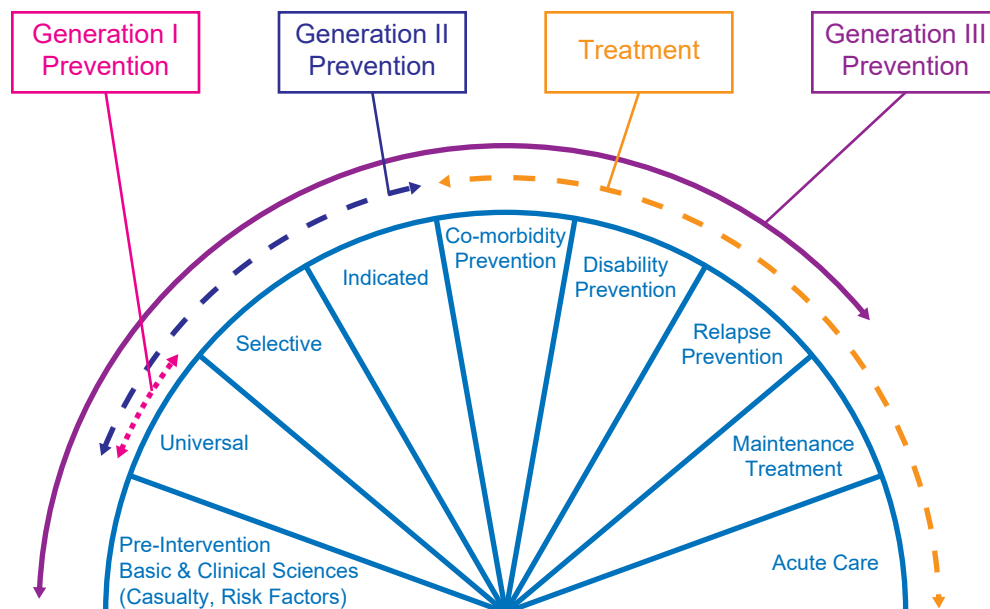 Generation I
Prevention
Generation II
Prevention
Treatment
Generation III
Prevention
Pre-Intervention
Basic & Clinical Sciences
(Casualty, Risk Factors)
Universal
Selective
Indicated
Co-morbidity
Prevention
Disability
Prevention
Relapse
Prevention
Maintenance
Treatment
Acute Care